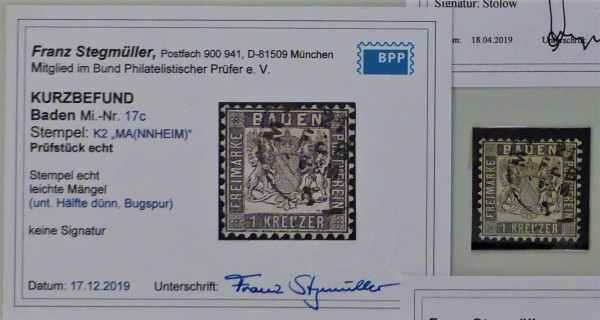 Franz Stegmüller, Postfach 900 941, D-81509 München
Mitglied im Bund Philatelistischer Prüfer e. V.
BPP
KURZBEFUND
Baden Mi.-Nr. 17c
Stempel: K2 „MA(NNHEIM)"
Prüfstück echt
Stempel echt
leichte Mängel
(unt. Hälfte dünn, Bugspur)
keine Signatur
Datum: 17.12.2019 Unterschrift: Franz Stegmüller
BADEN
FREIMARKE
1 KREUZER
Signatur: Stolow
18.04.2019
BADEN
FREIMARKE
VEREIN
1 KREUZER